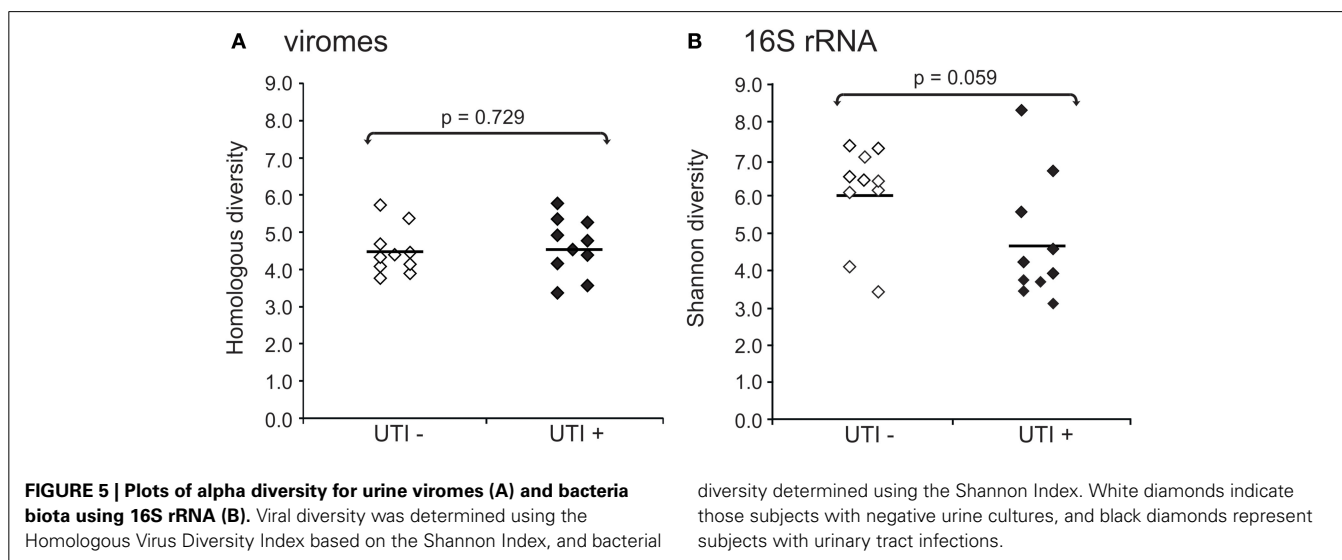 A viromes
Homologous diversity
9.0
8.0
7.0
6.0
5.0
4.0
3.0
2.0
1.0
0.0
p = 0.729
UTI -
UTI +
B 16S rRNA
Shannon diversity
9.0
8.0
7.0
6.0
5.0
4.0
3.0
2.0
1.0
0.0
p = 0.059
UTI -
UTI +
FIGURE 5 | Plots of alpha diversity for urine viromes (A) and bacteria
biota using 16S rRNA (B). Viral diversity was determined using the
Homologous Virus Diversity Index based on the Shannon Index, and bacterial
diversity determined using the Shannon Index. White diamonds indicate
those subjects with negative urine cultures, and black diamonds represent
subjects with urinary tract infections.